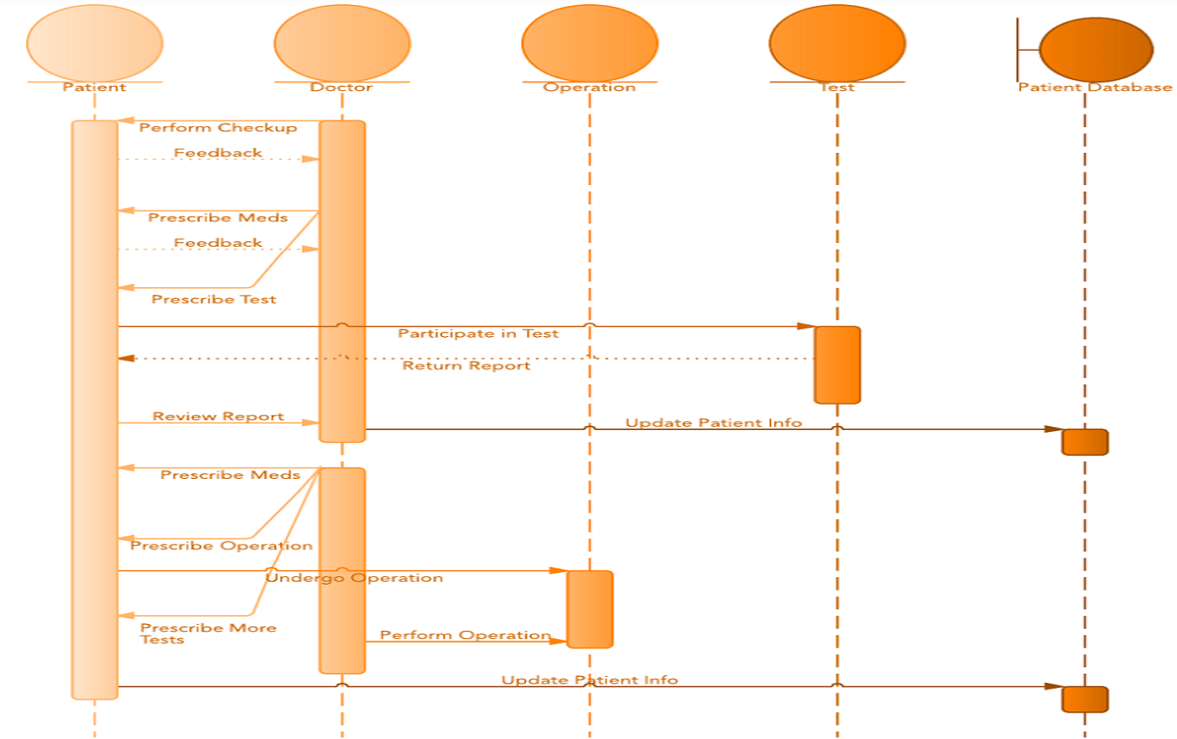 Patient
Doctor
Operation
Test
Patient Database
Perform Checkup
Feedback
Prescribe Meds
Feedback
Prescribe Test
Participate in Test
Return Report
Review Report
Update Patient Info
Prescribe Meds
Prescribe Operation
Undergo Operation
Prescribe More
Tests
Perform Operation
Update Patient Info